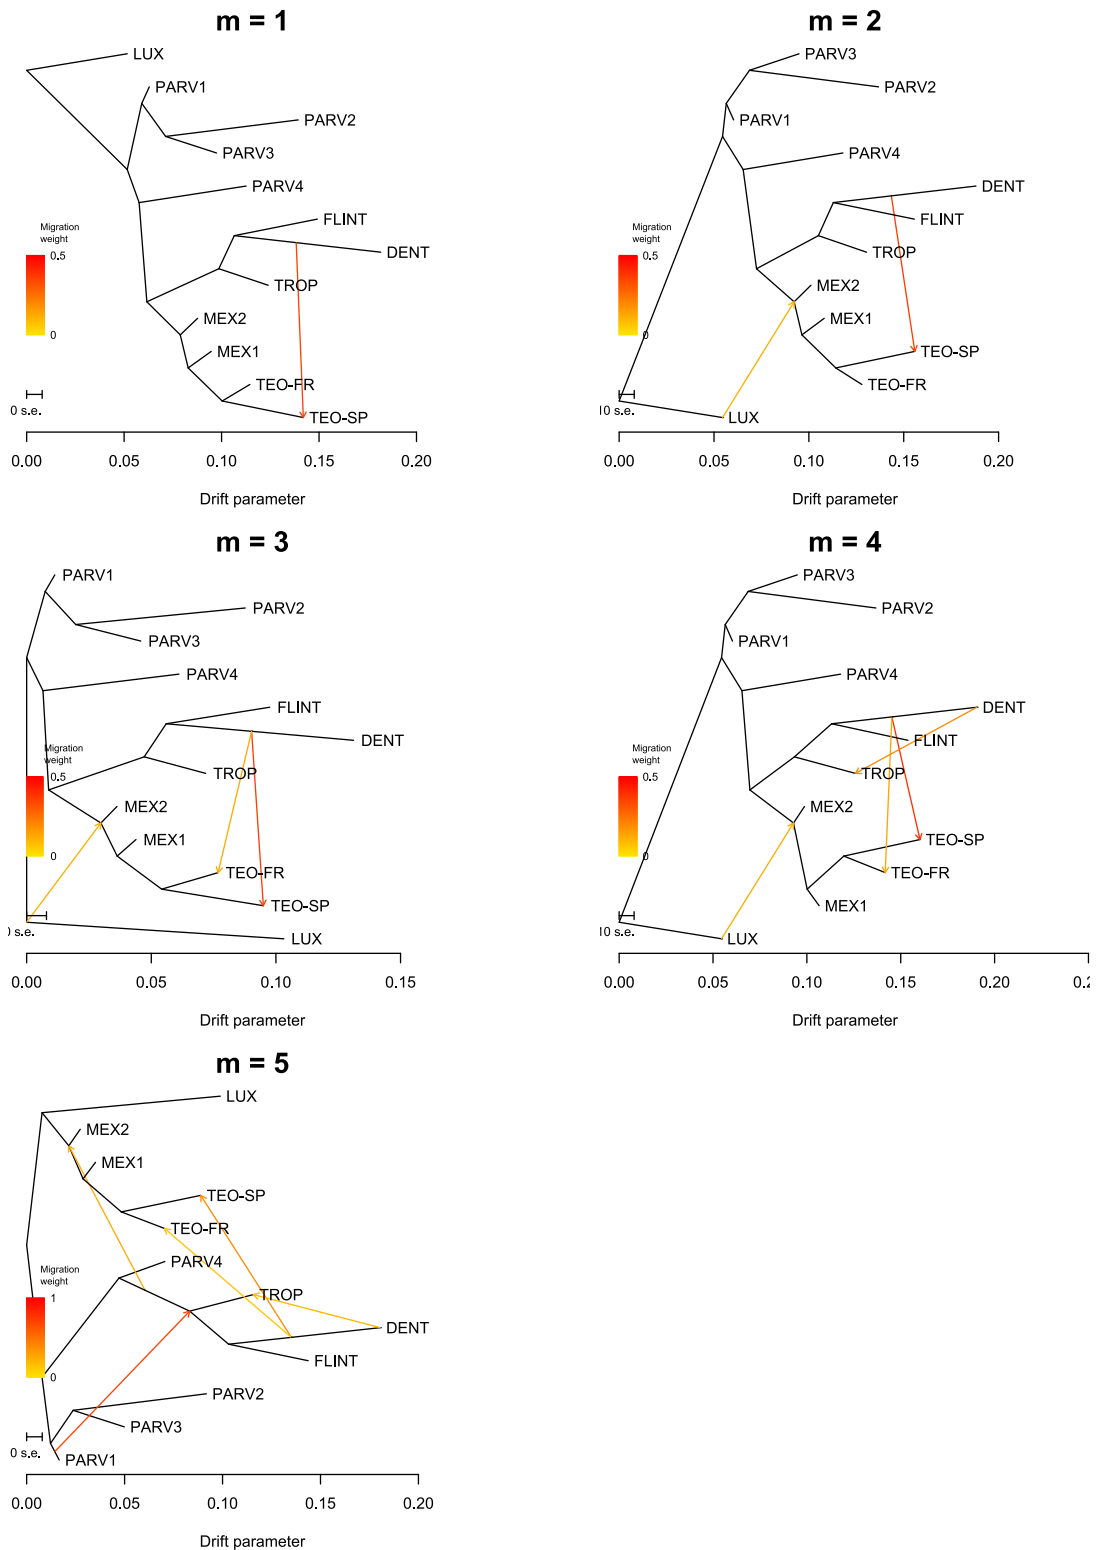 m = 1
LUX
PARV1
PARV2
PARV3
PARV4
FLINT
DENT
TROP
MEX2
MEX1
TEO-FR
TEO-SP
Migration
weight
0.5
0
0 s.e.
0.00 0.05 0.10 0.15 0.20
Drift parameter
m = 2
PARV3
PARV2
PARV1
PARV4
DENT
FLINT
TROP
MEX2
MEX1
TEO-SP
TEO-FR
LUX
Migration
weight
0.5
0
10 s.e.
0.00 0.05 0.10 0.15 0.20
Drift parameter
m = 3
PARV1
PARV2
PARV3
PARV4
FLINT
DENT
TROP
MEX2
MEX1
TEO-FR
TEO-SP
LUX
Migration
weight
0.5
0
0 s.e.
0.00 0.05 0.10 0.15
Drift parameter
m = 4
PARV3
PARV2
PARV1
PARV4
DENT
FLINT
TROP
MEX2
TEO-SP
TEO-FR
MEX1
LUX
Migration
weight
0.5
0
10 s.e.
0.00 0.05 0.10 0.15 0.20
Drift parameter
m = 5
LUX
MEX2
MEX1
TEO-SP
TEO-FR
PARV4
TROP
DENT
FLINT
PARV2
PARV3
PARV1
Migration
weight
1
0
0 s.e.
0.00 0.05 0.10 0.15 0.20
Drift parameter